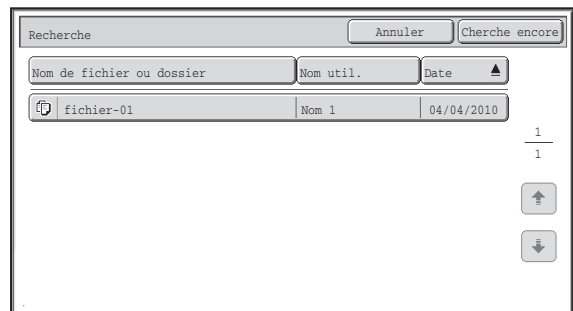 Recherche Annuler Cherche encore
Nom de fichier ou dossier Nom util. Date
fichier-01 Nom 1 04/04/2010
1
1